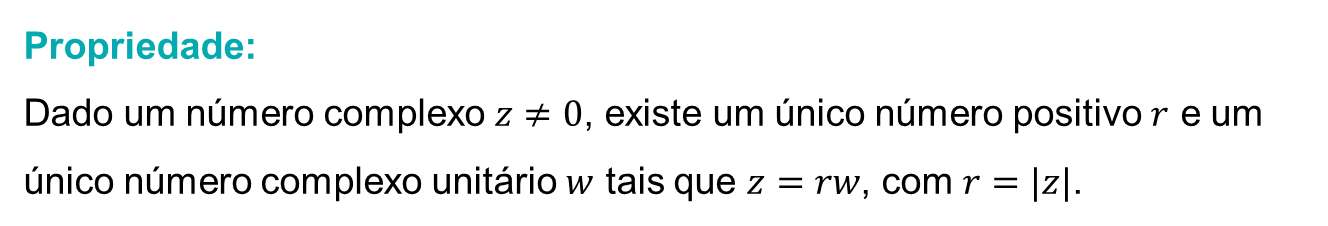 Propriedade:
Dado um número complexo z ≠ 0, existe um único número positivo r e um
único número complexo unitário w tais que z = rw, com r = |z|.